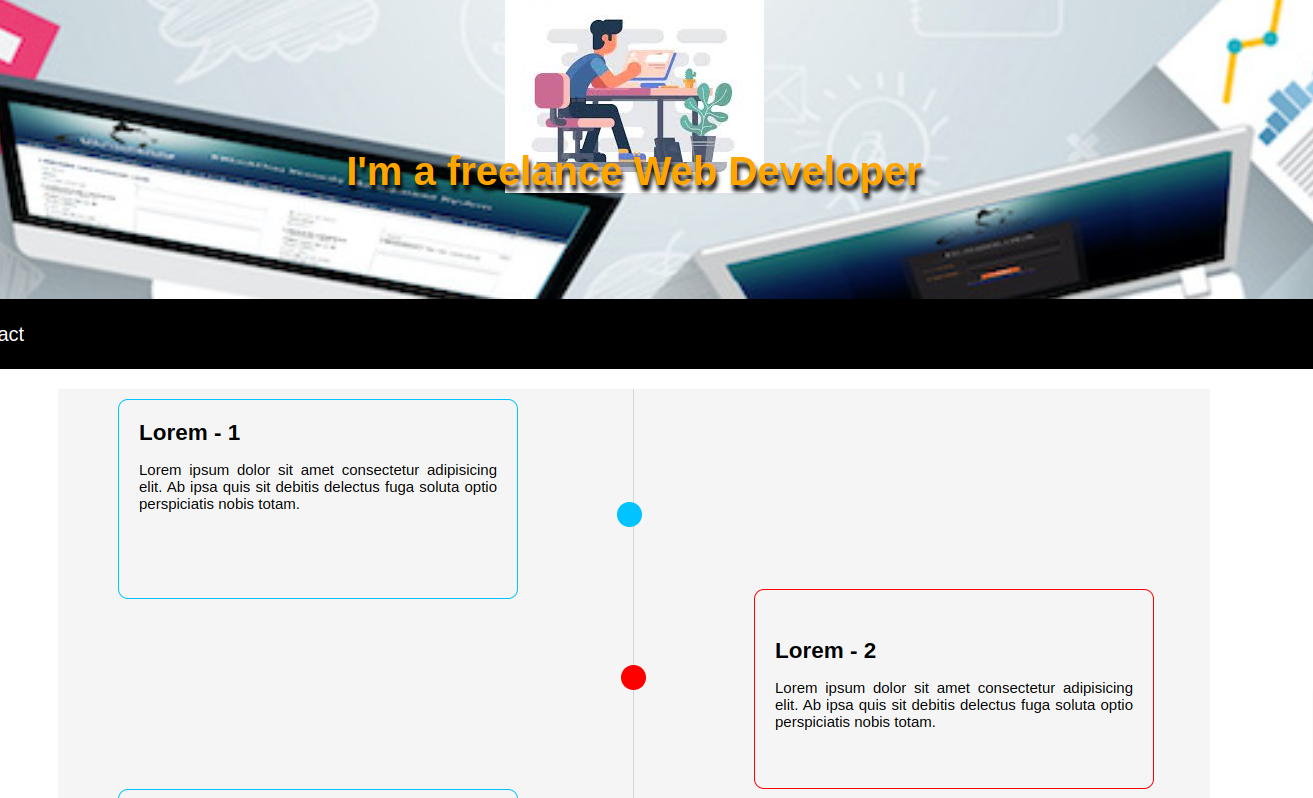 I'm a freelance Web Developer
act
Lorem - 1
Lorem ipsum dolor sit amet consectetur adipisicing
elit. Ab ipsa quis sit debitis delectus fuga soluta optio
perspiciatis nobis totam.
Lorem - 2
Lorem ipsum dolor sit amet consectetur adipisicing
elit. Ab ipsa quis sit debitis delectus fuga soluta optio
perspiciatis nobis totam.